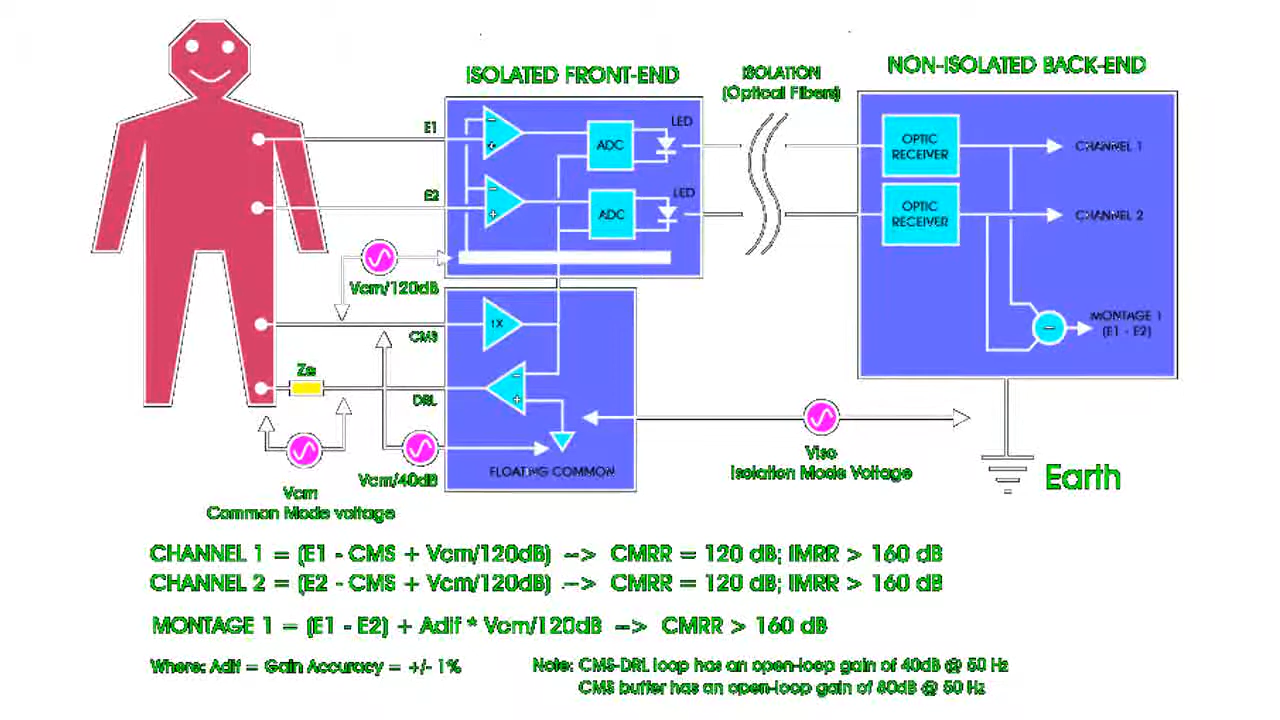 ISOLATED FRONT-END
ISOLATION
(Optical Fibers)
NON-ISOLATED BACK-END
E1
-
+
ADC
LED
OPTIC
RECEIVER
CHANNEL 1
E2
-
+
ADC
LED
OPTIC
RECEIVER
CHANNEL 2
Vcm/120dB
CMS
1X
MONTAGE 1
(E1 - E2)
-
Ze
DRL
-
+
FLOATING COMMON
Vcm/40dB
Vcm
Common Mode voltage
Viso
Isolation Mode Voltage
Earth
CHANNEL 1 = (E1 - CMS + Vcm/120dB) --> CMRR = 120 dB; IMRR > 160 dB
CHANNEL 2 = (E2 - CMS + Vcm/120dB) --> CMRR = 120 dB; IMRR > 160 dB
MONTAGE 1 = (E1 - E2) + Adif * Vcm/120dB --> CMRR > 160 dB
Where: Adif = Gain Accuracy = +/- 1%
Note: CMS-DRL loop has an open-loop gain of 40dB @ 50 Hz
CMS buffer has an open-loop gain of 80dB @ 50 Hz